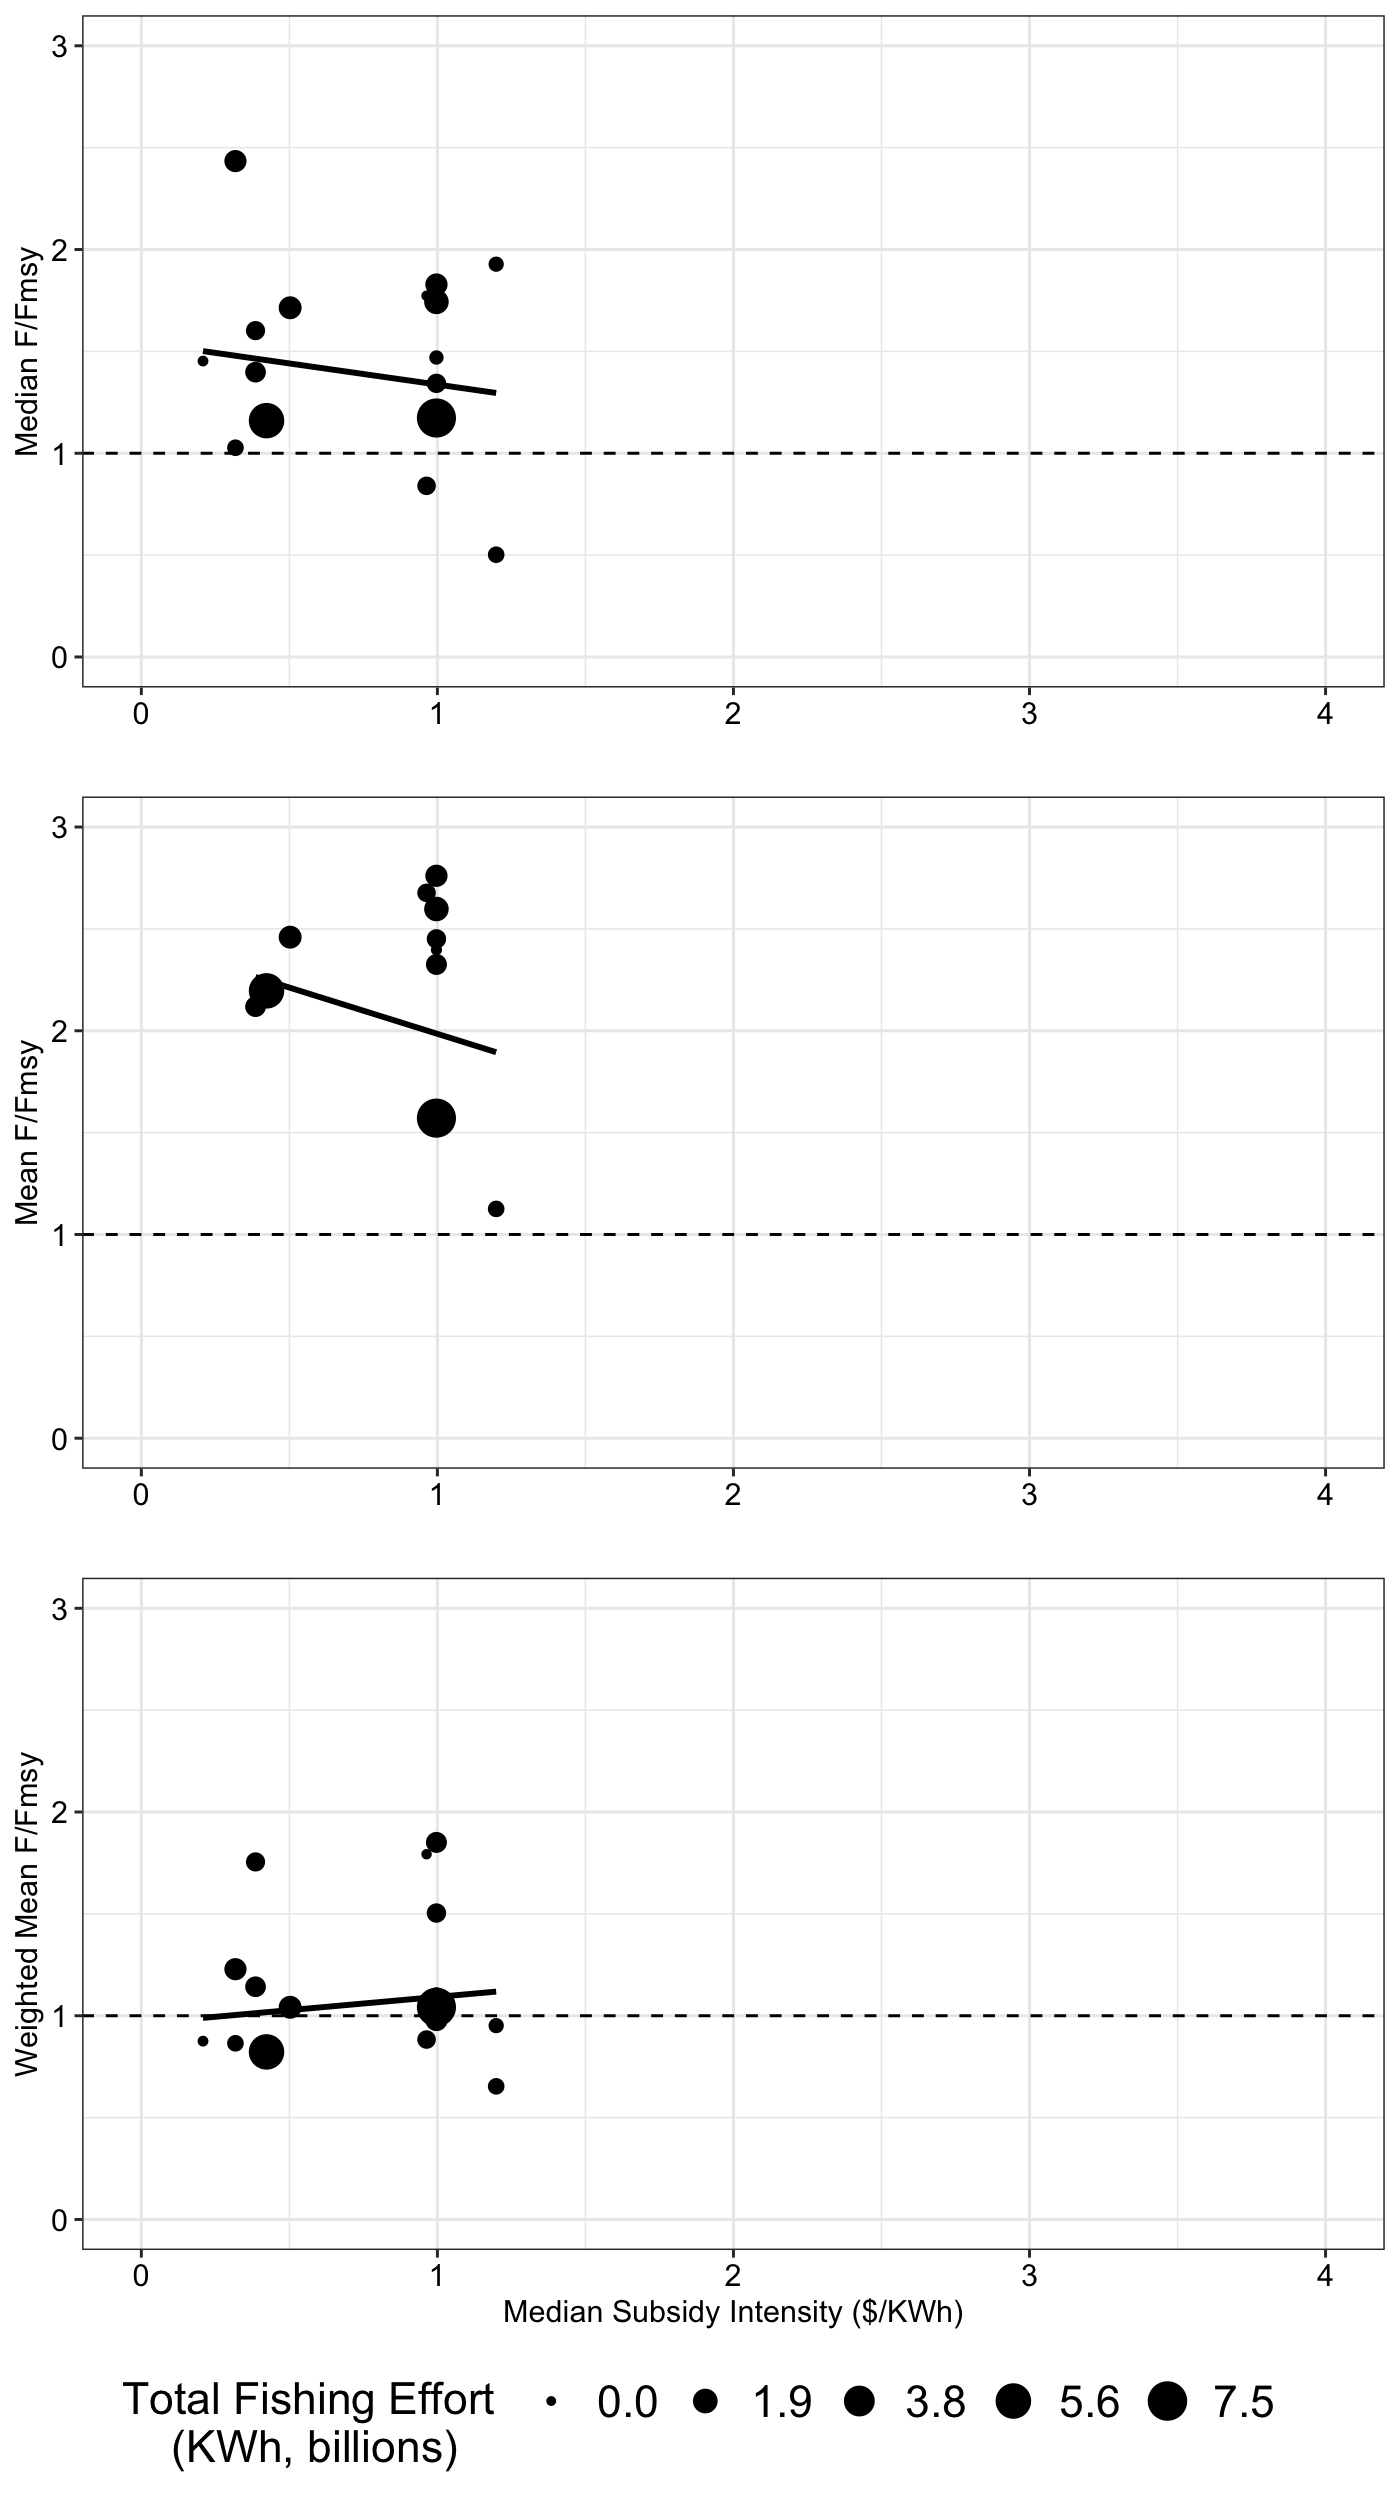 Median F/Fmsy
3
2
1
0
0 1 2 3 4
Mean F/Fmsy
3
2
1
0
0 1 2 3 4
Weighted Mean F/Fmsy
3
2
1
0
0 1 2 3 4
Median Subsidy Intensity ($/KWh)
Total Fishing Effort
(KWh, billions)
0.0 1.9 3.8 5.6 7.5